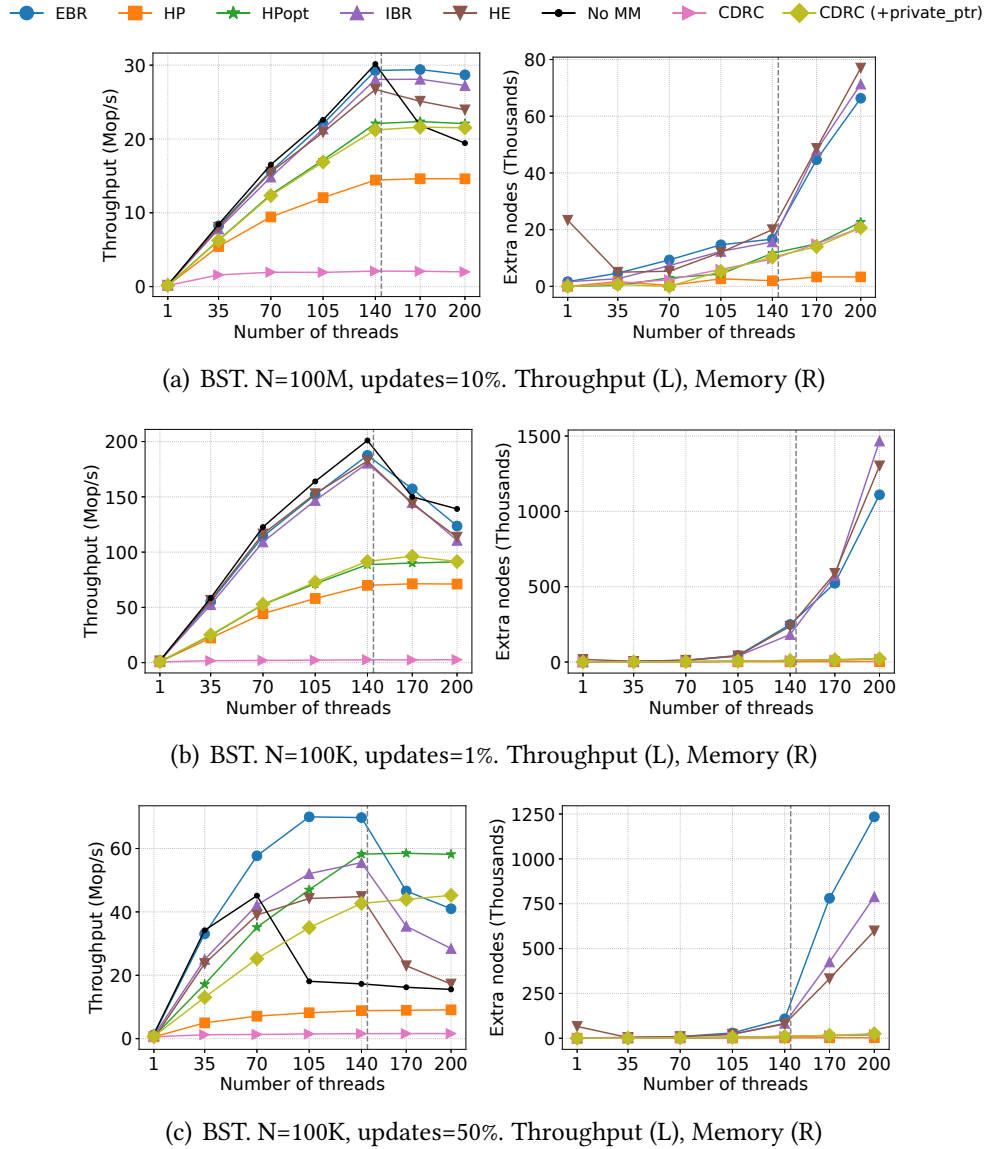 EBR HP HPopt IBR HE No MM CDRC CDRC (+private_ptr)
Throughput (Mop/s)
30
20
10
0
1 35 70 105 140 170 200
Number of threads
Extra nodes (Thousands)
80
60
40
20
0
1 35 70 105 140 170 200
Number of threads
(a) BST. N=100M, updates=10%. Throughput (L), Memory (R)
Throughput (Mop/s)
200
150
100
50
0
1 35 70 105 140 170 200
Number of threads
Extra nodes (Thousands)
1500
1000
500
0
1 35 70 105 140 170 200
Number of threads
(b) BST. N=100K, updates=1%. Throughput (L), Memory (R)
Throughput (Mop/s)
60
40
20
0
1 35 70 105 140 170 200
Number of threads
Extra nodes (Thousands)
1250
1000
750
500
250
0
1 35 70 105 140 170 200
Number of threads
(c) BST. N=100K, updates=50%. Throughput (L), Memory (R)